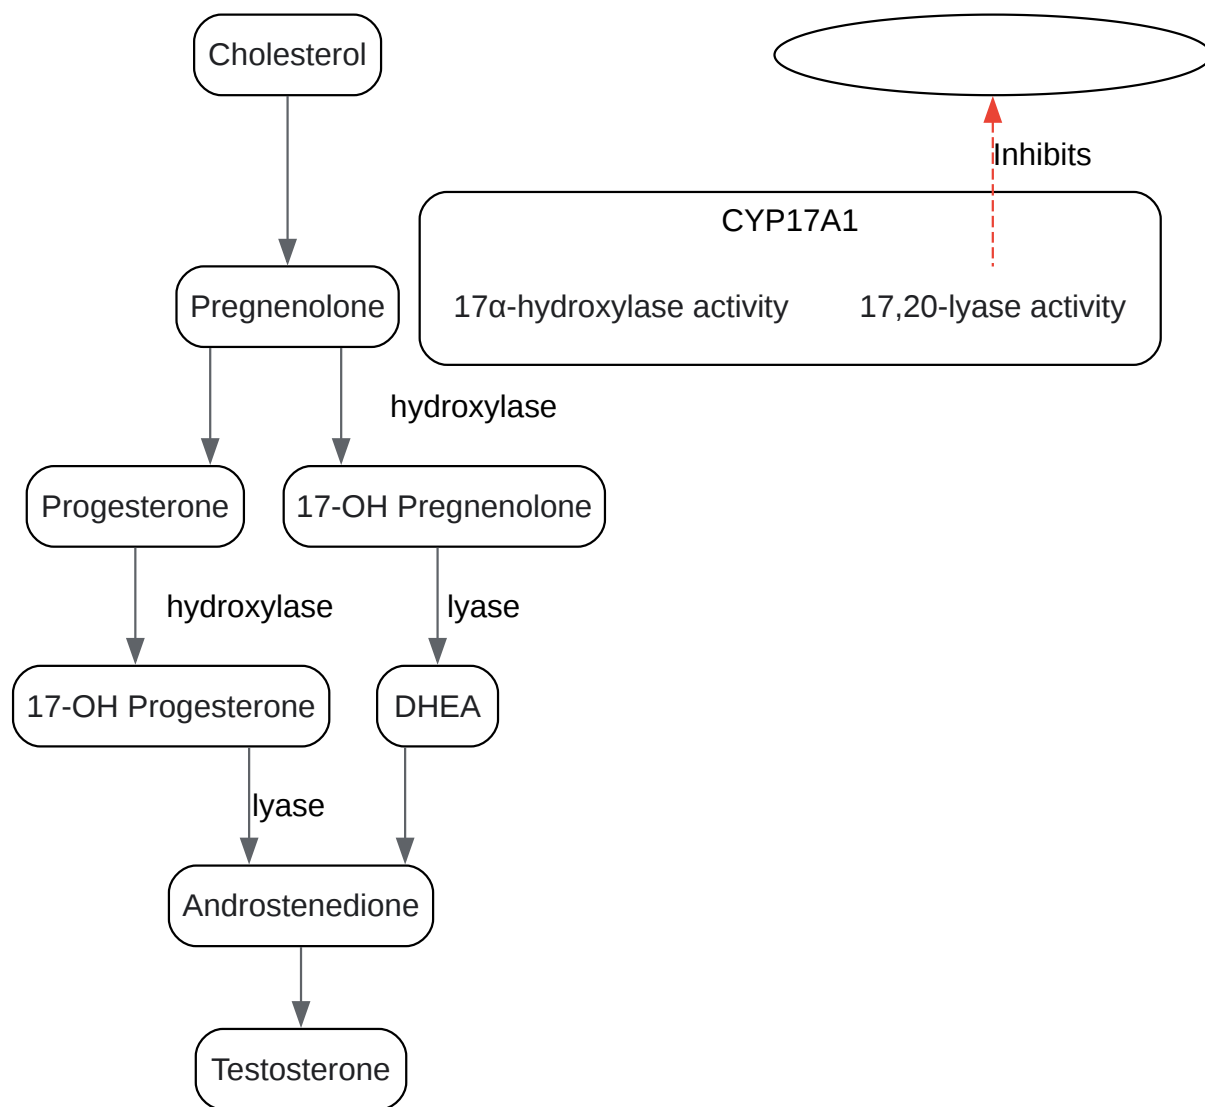 Cholesterol
Inhibits
CYP17A1
Pregnenolone
17α-hydroxylase activity
17,20-lyase activity
hydroxylase
Progesterone
17-OH Pregnenolone
hydroxylase
lyase
17-OH Progesterone
DHEA
lyase
Androstenedione
Testosterone